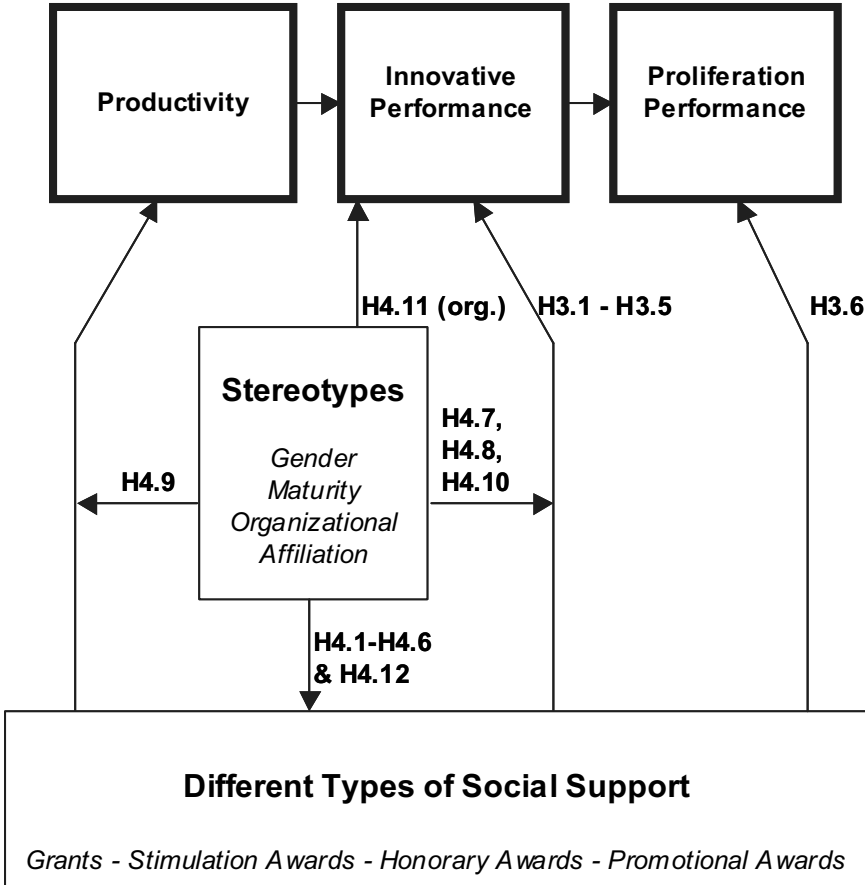 Productivity
Innovative
Performance
Proliferation
Performance
H4.11 (org.)
H3.1 - H3.5
H3.6
Stereotypes
Gender
Maturity
Organizational
Affiliation
H4.9
H4.7,
H4.8,
H4.10
H4.1-H4.6
& H4.12
Different Types of Social Support
Grants - Stimulation Awards - Honorary Awards - Promotional Awards